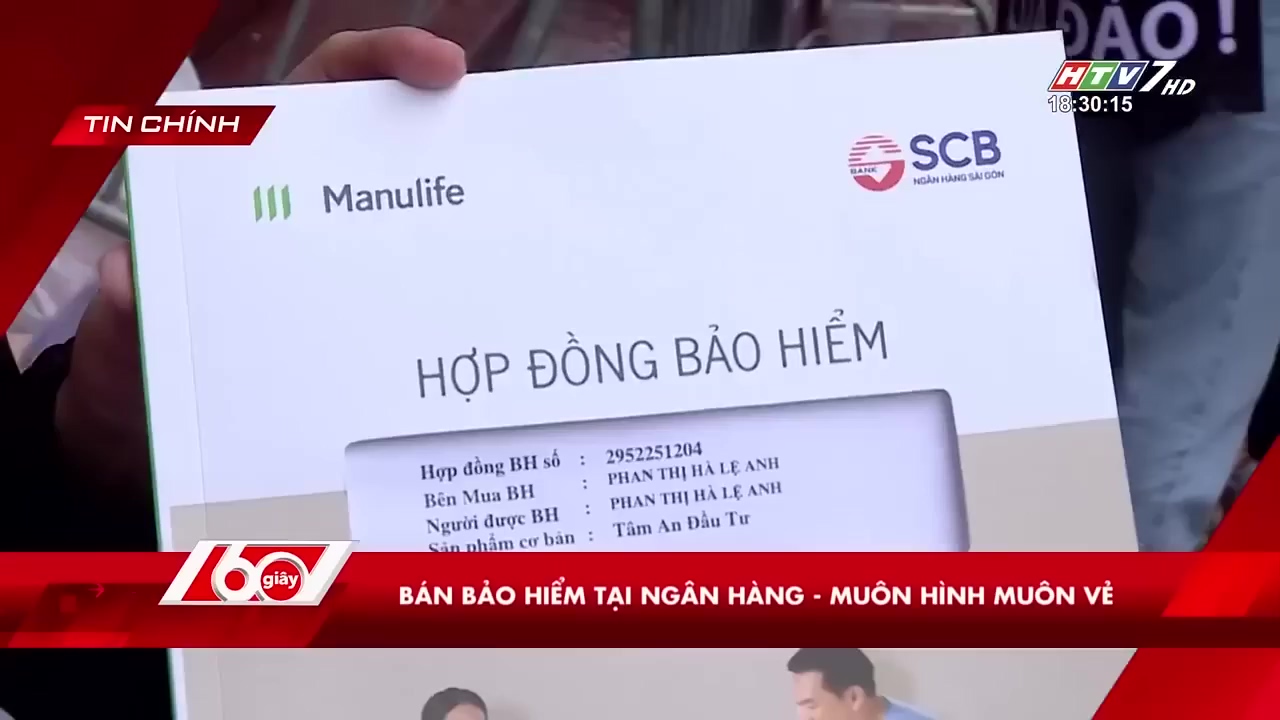 ĐẢO!
HTV7 HD
18:30:15
TIN CHÍNH
Manulife
SCB
BANK
NGÂN HÀNG SÀI GÒN
HỢP ĐỒNG BẢO HIỂM
Hợp đồng BH số : 2952251204
Bên Mua BH : PHAN THỊ HÀ LỆ ANH
Người được BH : PHAN THỊ HÀ LỆ ANH
Sản phẩm cơ bản : Tâm An Đầu Tư
60 giây
BÁN BẢO HIỂM TẠI NGÂN HÀNG - MUÔN HÌNH MUÔN VẺ